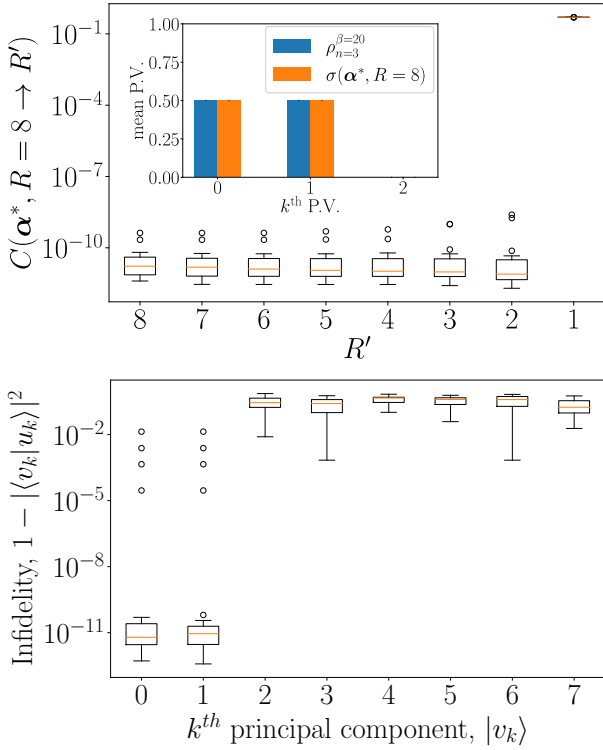 C(α*, R = 8 → R′)
10⁻¹
10⁻⁴
10⁻⁷
10⁻¹⁰
mean P.V.
1.00
0.75
0.50
0.25
0.00
ρ_{n=3}^{β=20}
σ(α*, R = 8)
0 1 2
kᵗʰ P.V.
8 7 6 5 4 3 2 1
R′
Infidelity, 1 − |⟨v_k|u_k⟩|²
10⁻²
10⁻⁵
10⁻⁸
10⁻¹¹
0 1 2 3 4 5 6 7
kᵗʰ principal component, |v_k⟩